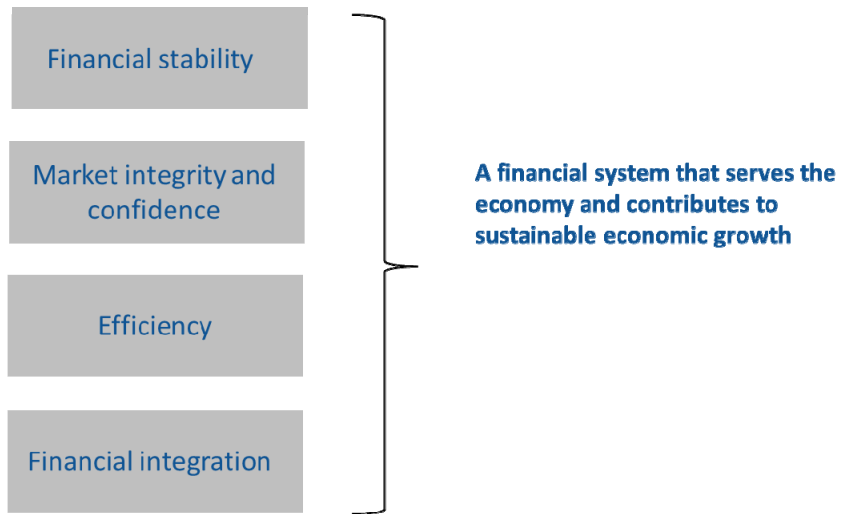 Financial stability
Market integrity and
confidence
Efficiency
Financial integration
A financial system that serves the
economy and contributes to
sustainable economic growth